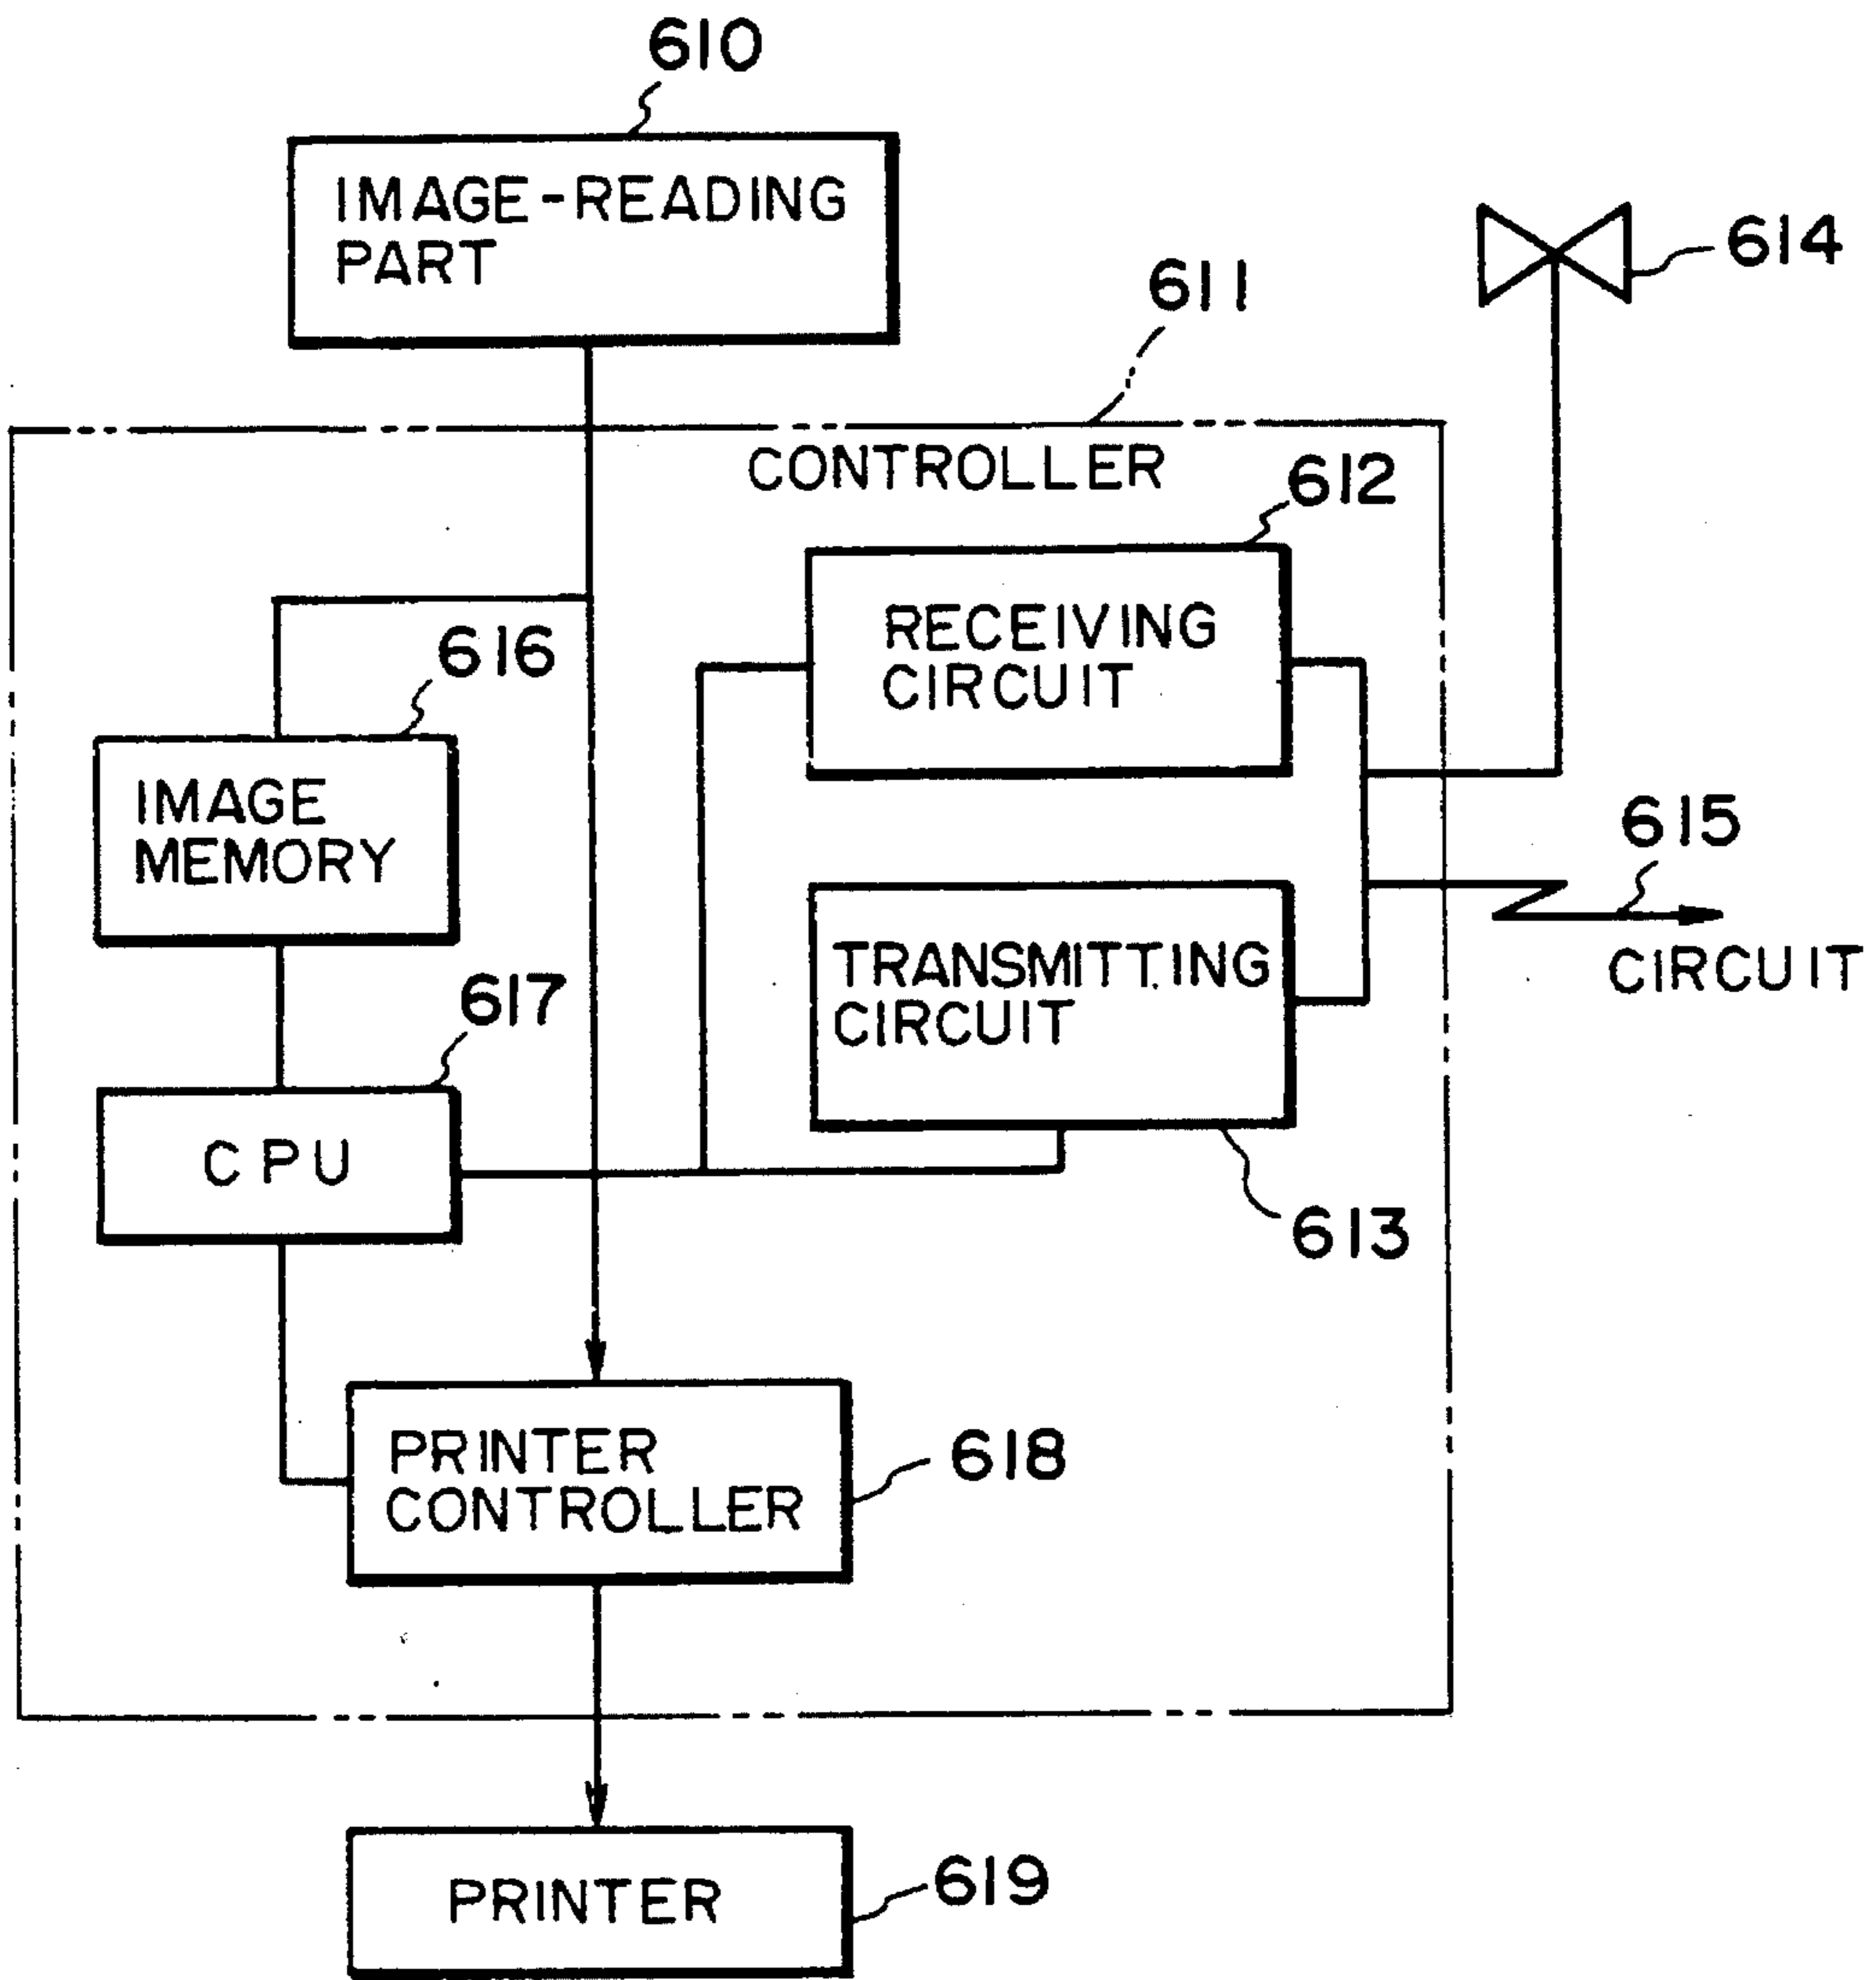 610
IMAGE-READING
PART
614
611
CONTROLLER
612
RECEIVING
CIRCUIT
616
IMAGE
MEMORY
615
CIRCUIT
TRANSMITTING
CIRCUIT
617
CPU
613
PRINTER
CONTROLLER
618
PRINTER
619